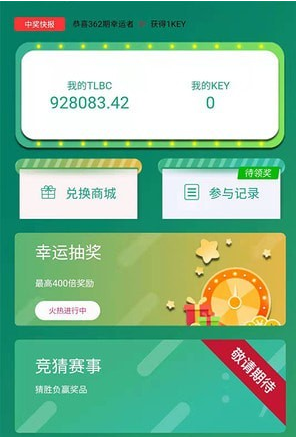 中奖快报 恭喜362期幸运者 获得1KEY
我的TLBC 我的KEY
928083.42 0
待领奖
兑换商城 参与记录
幸运抽奖
最高400倍奖励
火热进行中
敬请期待
竞猜赛事
猜胜负赢奖品